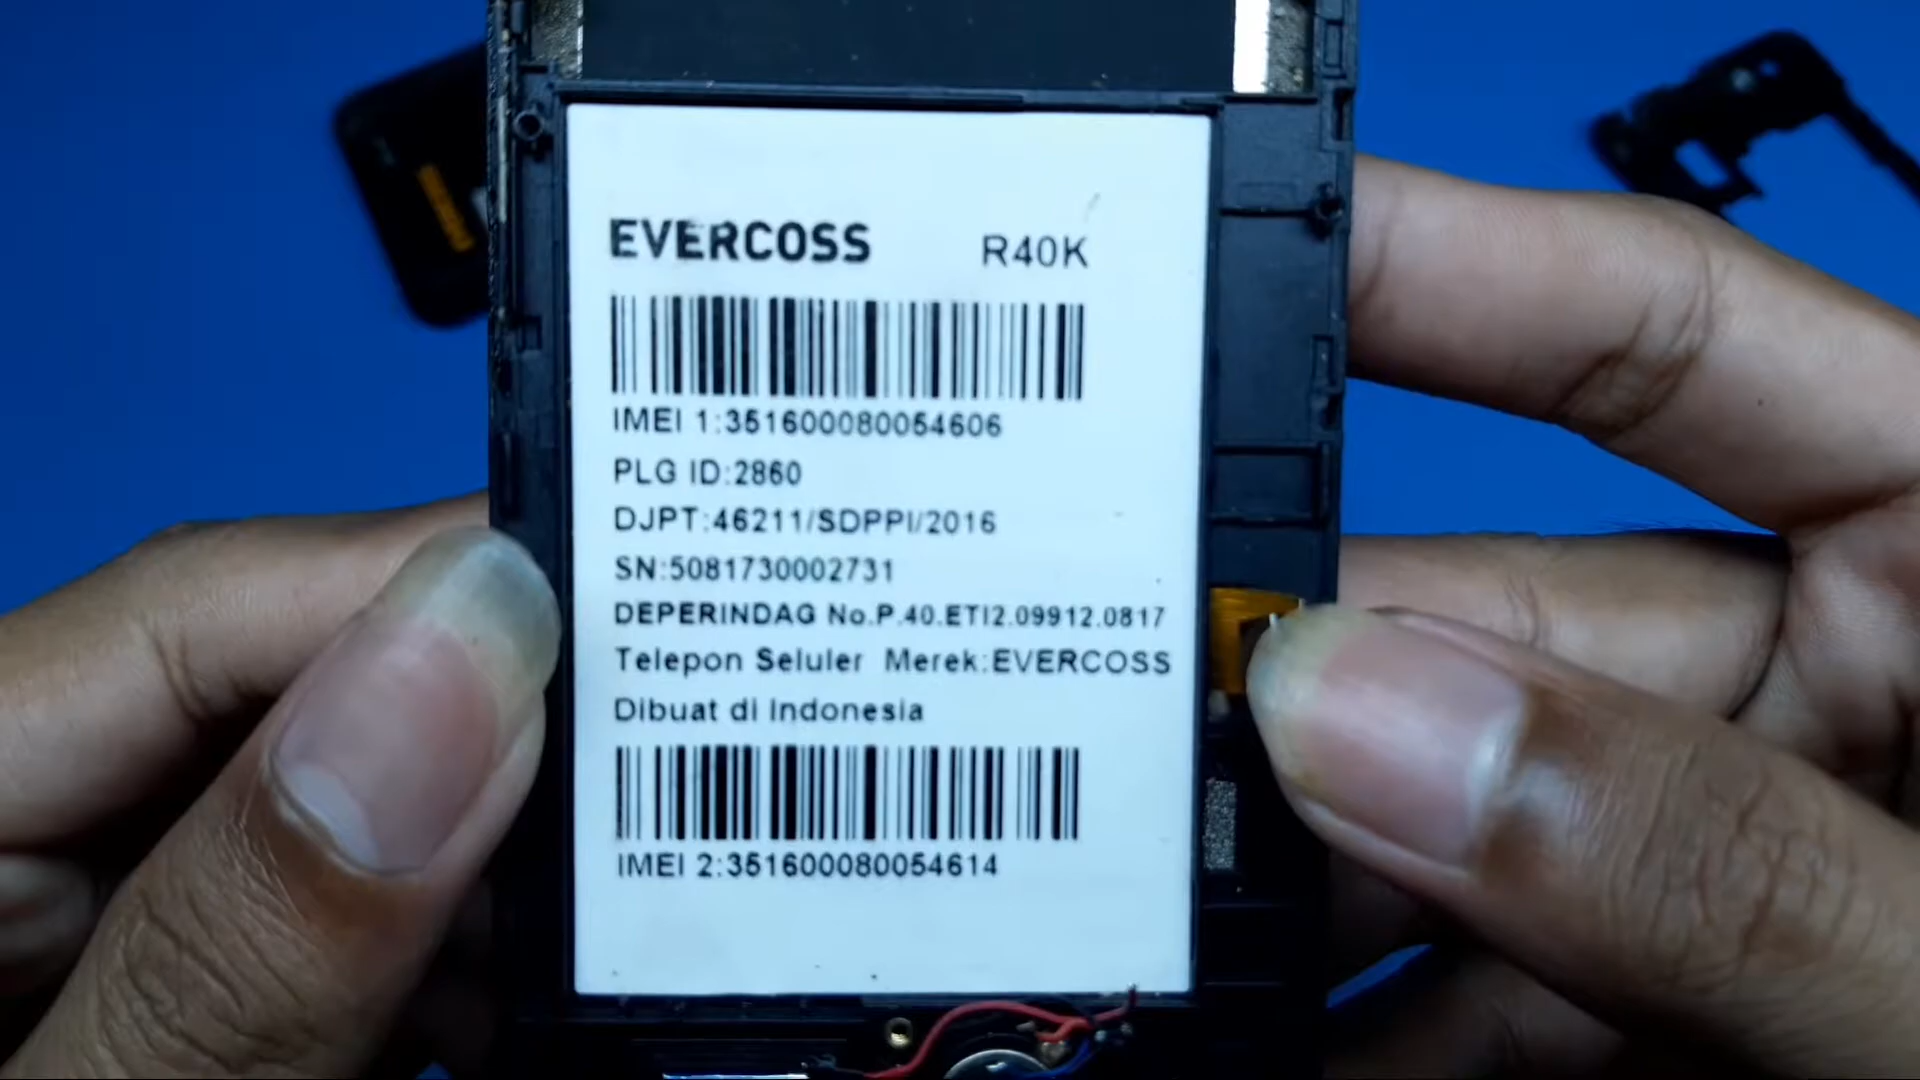 EVERCOSS R40K
IMEI 1:351600080054606
PLG ID:2860
DJPT:46211/SDPPI/2016
SN:5081730002731
DEPERINDAG No.P.40.ETI2.09912.0817
Telepon Seluler Merek:EVERCOSS
Dibuat di Indonesia
IMEI 2:351600080054614